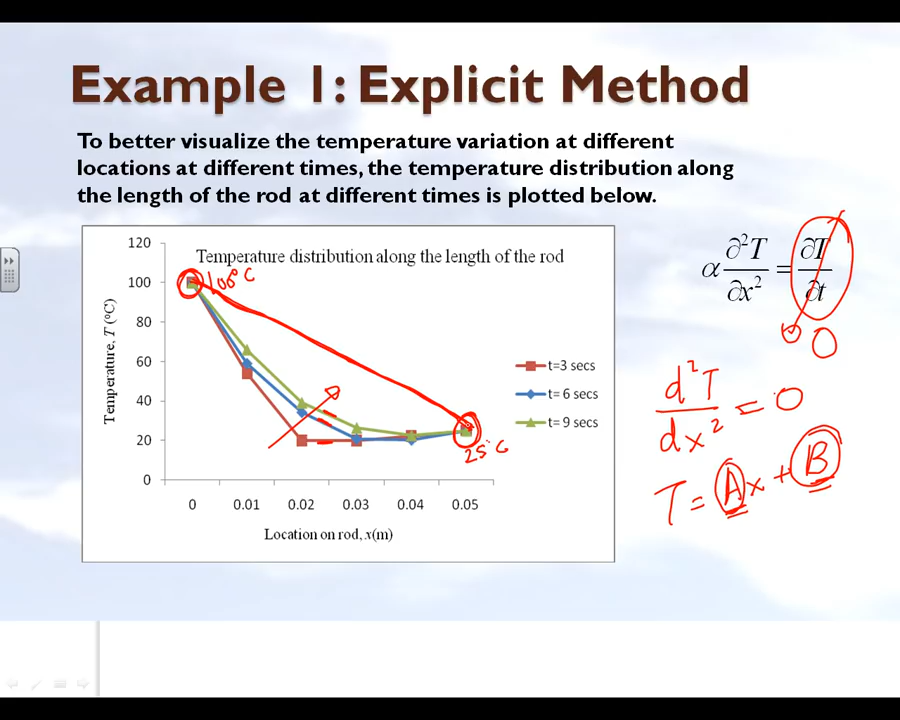 Example 1: Explicit Method
To better visualize the temperature variation at different
locations at different times, the temperature distribution along
the length of the rod at different times is plotted below.
Temperature distribution along the length of the rod
120
100
80
60
40
20
0
Temperature, T (°C)
100°C
25°C
t=3 secs
t= 6 secs
t= 9 secs
0 0.01 0.02 0.03 0.04 0.05
Location on rod, x(m)
α ∂²T/∂x² = ∂T/∂t
0
d²T/dx² = 0
T = Ax + B